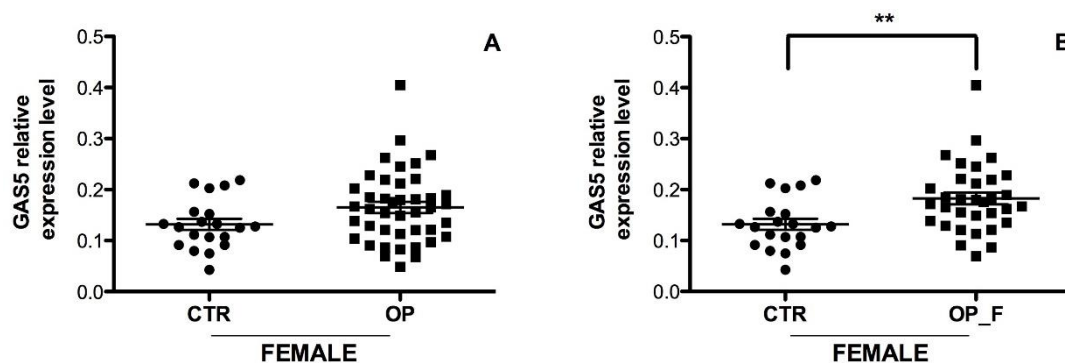 A
GAS5 relative
expression level
0.5
0.4
0.3
0.2
0.1
0.0
CTR
OP
FEMALE
B
**
GAS5 relative
expression level
0.5
0.4
0.3
0.2
0.1
0.0
CTR
OP_F
FEMALE